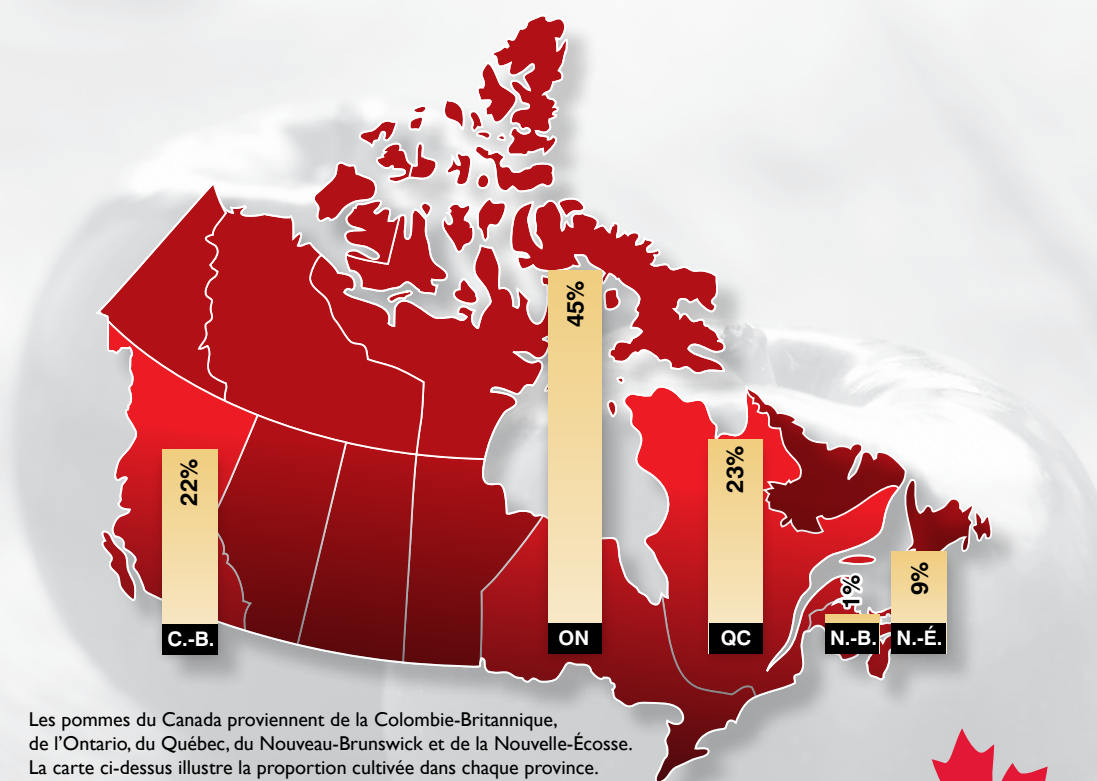 45%
22%
23%
1%
9%
C.-B.
ON
QC
N.-B.
N.-É.
Les pommes du Canada proviennent de la Colombie-Britannique,
de l’Ontario, du Québec, du Nouveau-Brunswick et de la Nouvelle-Écosse.
La carte ci-dessus illustre la proportion cultivée dans chaque province.